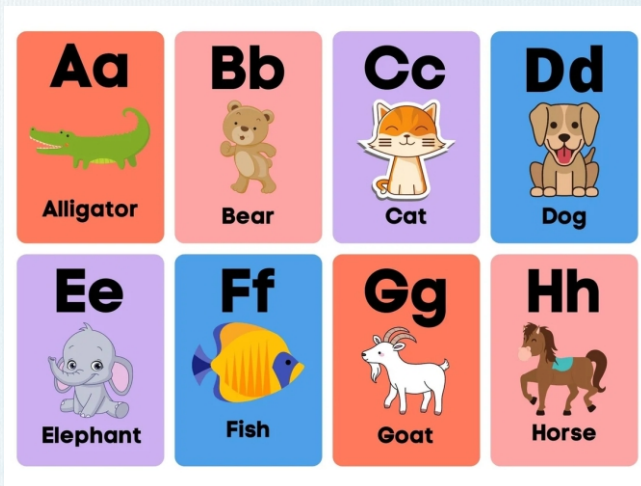 Aa
Alligator
Bb
Bear
Cc
Cat
Dd
Dog
Ee
Elephant
Ff
Fish
Gg
Goat
Hh
Horse